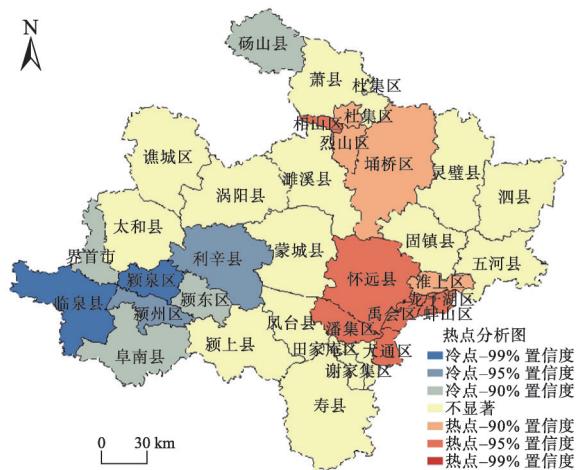 N
砀山县
萧县
杜集区
杜集区
相山区
烈山区
埇桥区
谯城区
灵璧县
泗县
涡阳县
濉溪县
太和县
固镇县
界首市
利辛县
蒙城县
五河县
怀远县
颍泉区
淮上区
临泉县
颍东区
龙子湖区
颍州区
禹会区
蚌山区
凤台县
潘集区
阜南县
颍上县
田家庵区
大通区
谢家集区
寿县
热点分析图
冷点–99% 置信度
冷点–95% 置信度
冷点–90% 置信度
不显著
热点–90% 置信度
热点–95% 置信度
热点–99% 置信度
0 30 km